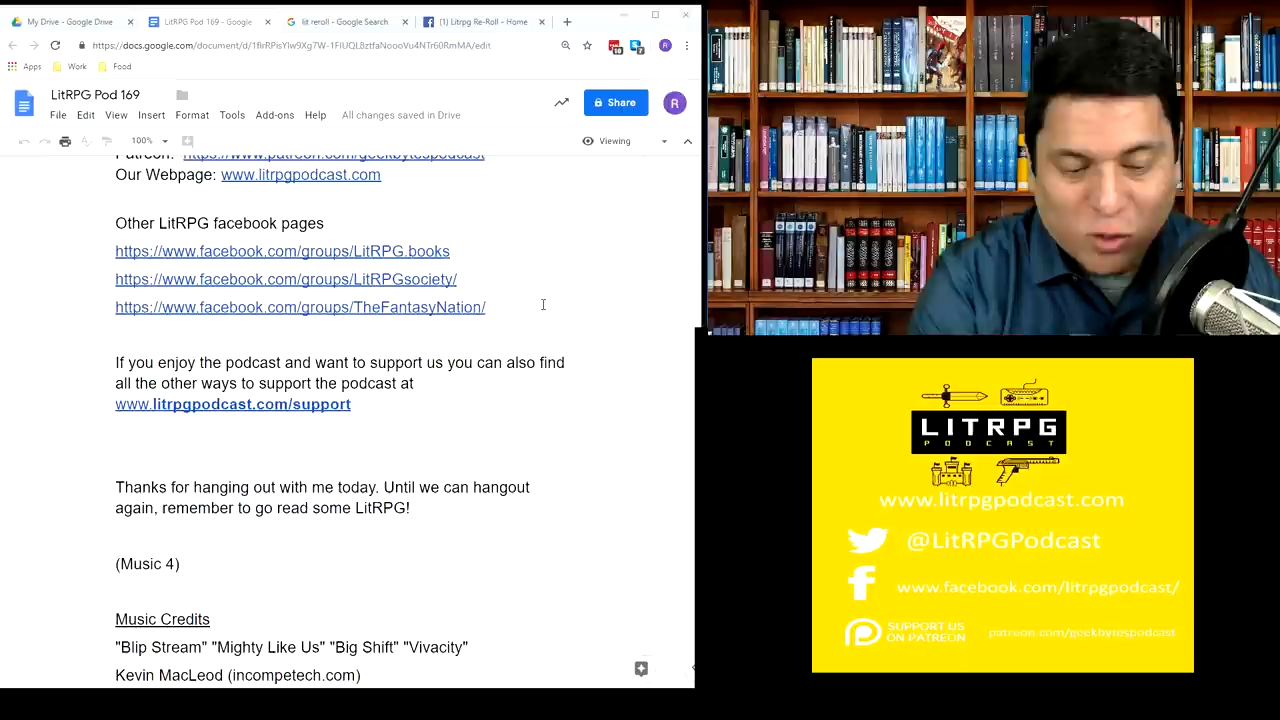 My Drive - Google Drive
LitRPG Pod 169 - Google
lit reroll - Google Search
(1) Litrpg Re-Roll - Home
Apps
Work
Food
LitRPG Pod 169
File Edit View Insert Format Tools Add-ons Help All changes saved in Drive
Share
R
100%
Viewing
Patreon: https://www.patreon.com/geekbytespodcast
Our Webpage: www.litrpgpodcast.com
Other LitRPG facebook pages
https://www.facebook.com/groups/LitRPG.books
https://www.facebook.com/groups/LitRPGsociety/
https://www.facebook.com/groups/TheFantasyNation/
If you enjoy the podcast and want to support us you can also find
all the other ways to support the podcast at
www.litrpgpodcast.com/support
Thanks for hanging out with me today. Until we can hangout
again, remember to go read some LitRPG!
(Music 4)
Music Credits
"Blip Stream" "Mighty Like Us" "Big Shift" "Vivacity"
Kevin MacLeod (incompetech.com)
LITRPG
PODCAST
www.litrpgpodcast.com
@LitRPGPodcast
www.facebook.com/litrpgpodcast/
SUPPORT US
ON PATREON
patreon.com/geekbytespodcast